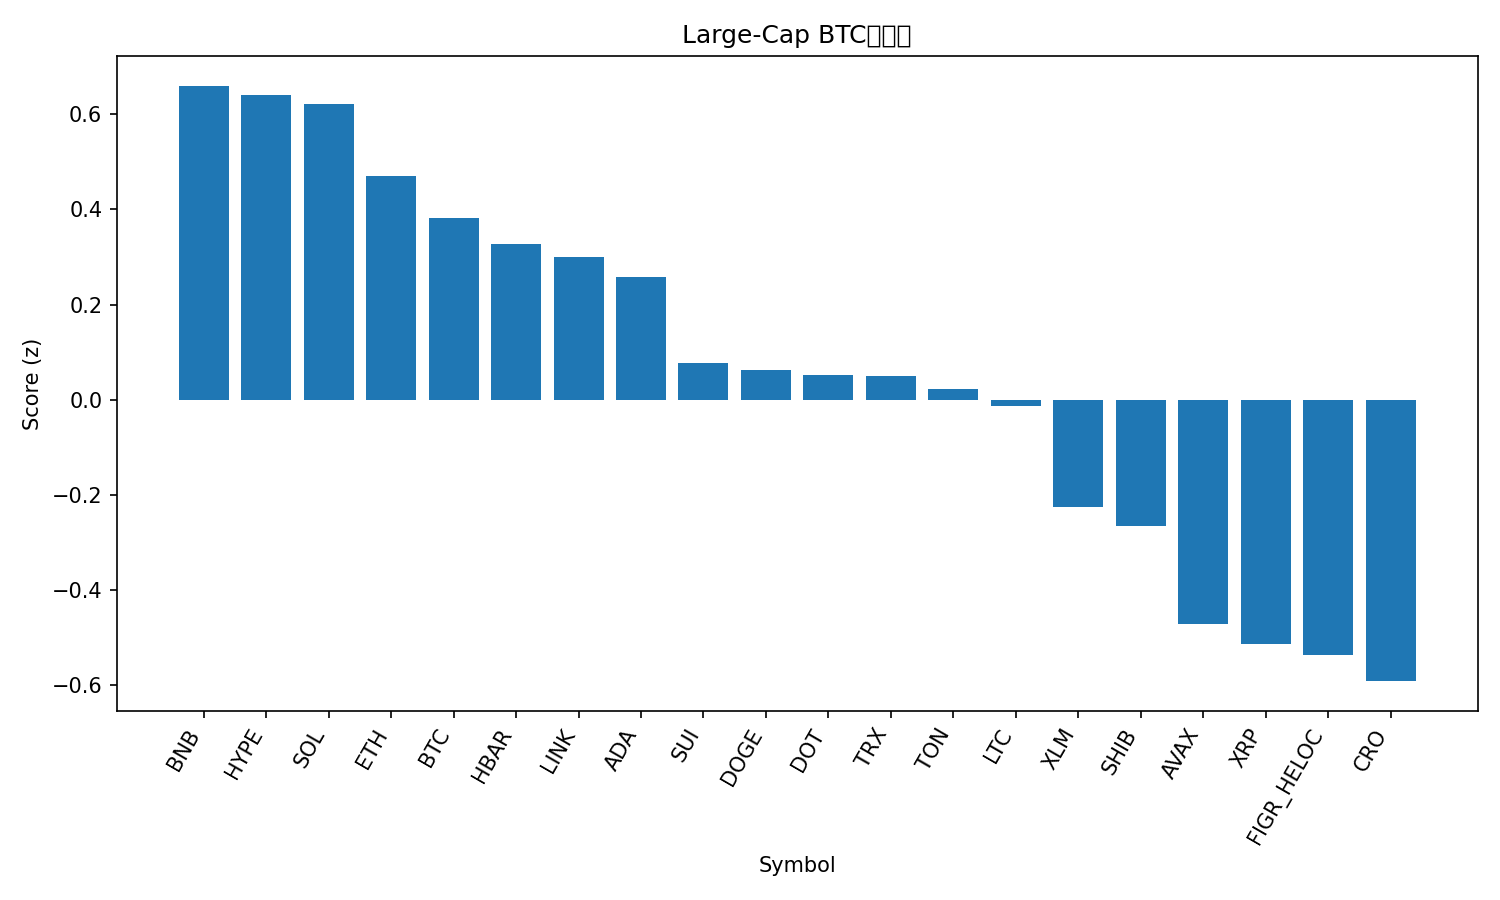 Large-Cap BTC
Score (z)
0.6
0.4
0.2
0.0
−0.2
−0.4
−0.6
BNB
HYPE
SOL
ETH
BTC
HBAR
LINK
ADA
SUI
DOGE
DOT
TRX
TON
LTC
XLM
SHIB
AVAX
XRP
FIGR_HELOC
CRO
Symbol